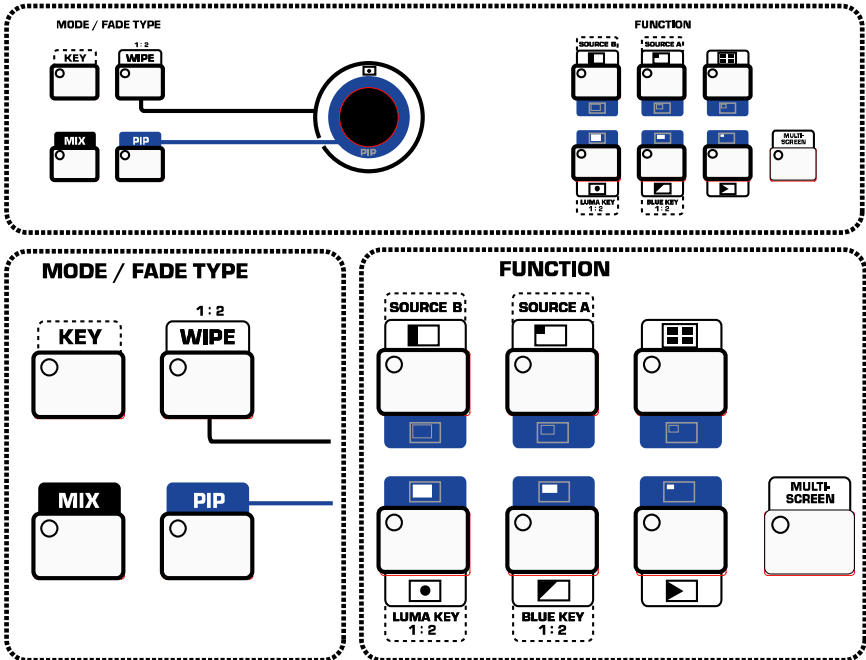 MODE / FADE TYPE
FUNCTION
1:2
KEY
WIPE
SOURCE B
SOURCE A
MIX
PIP
PIP
MULTI-
SCREEN
LUMA KEY
1:2
BLUE KEY
1:2
MODE / FADE TYPE
1:2
KEY
WIPE
MIX
PIP
FUNCTION
SOURCE B
SOURCE A
MULTI-
SCREEN
LUMA KEY
1:2
BLUE KEY
1:2